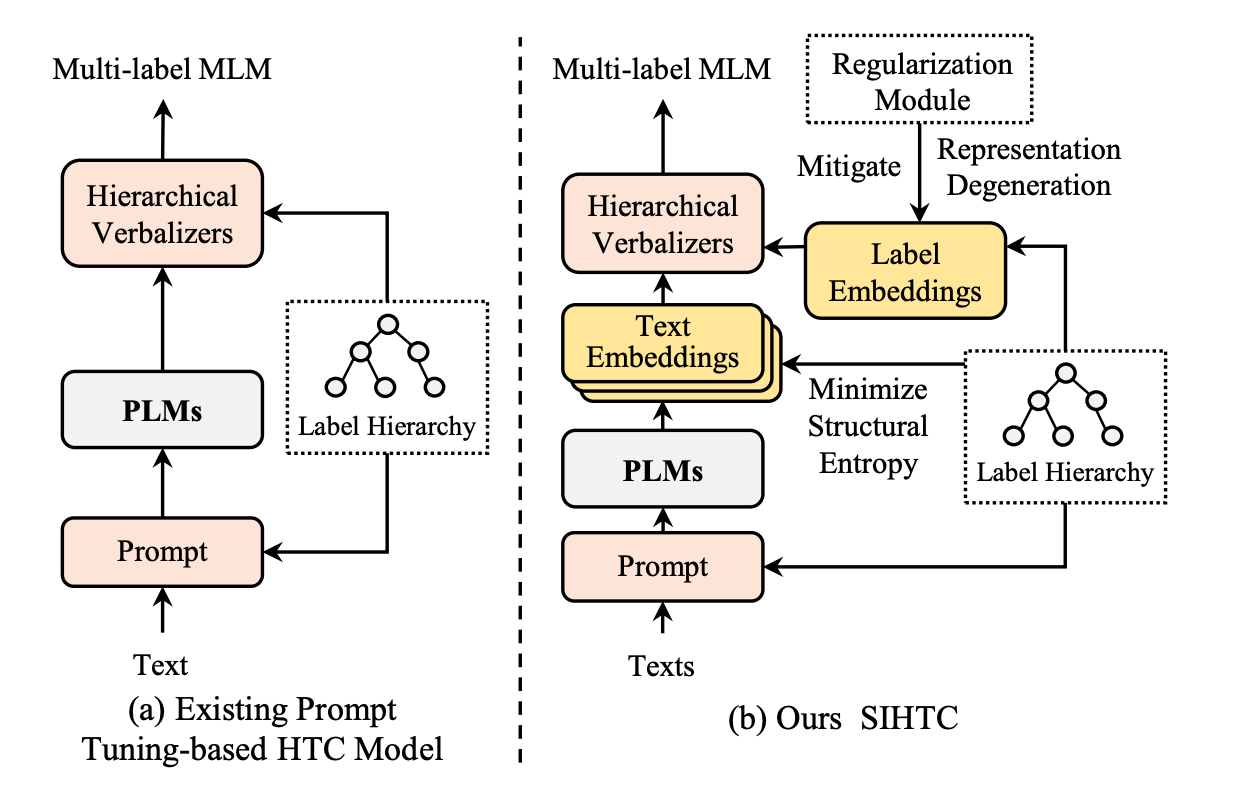 Multi-label MLM
Hierarchical
Verbalizers
PLMs
Label Hierarchy
Prompt
Text
(a) Existing Prompt
Tuning-based HTC Model
Multi-label MLM
Regularization
Module
Mitigate
Representation
Degeneration
Hierarchical
Verbalizers
Label
Embeddings
Text
Embeddings
Minimize
Structural
Entropy
PLMs
Label Hierarchy
Prompt
Texts
(b) Ours SIHTC